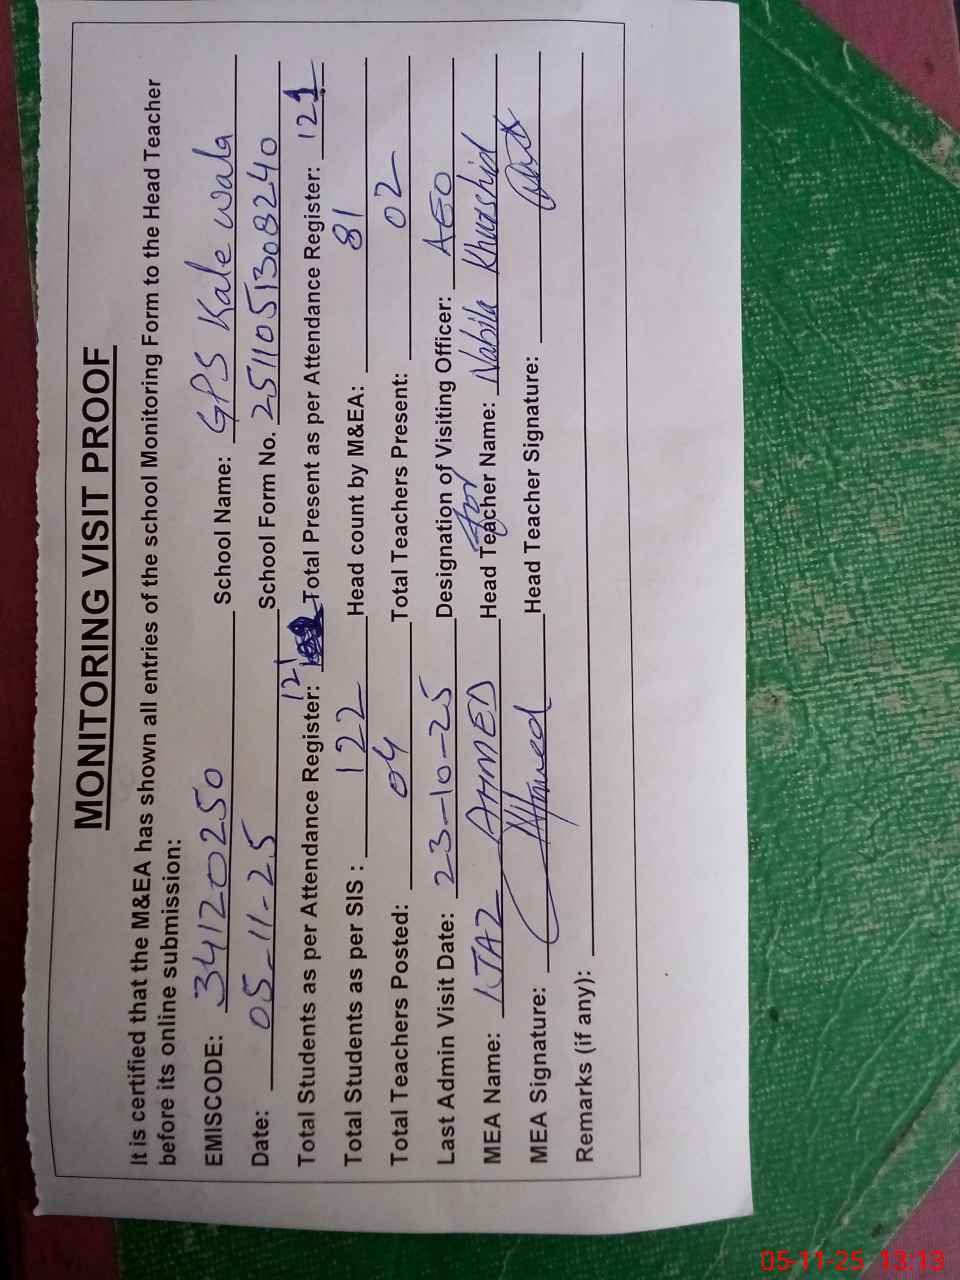 MONITORING VISIT PROOF
It is certified that the M&EA has shown all entries of the school Monitoring Form to the Head Teacher
before its online submission:
EMISCODE: 34120250 School Name: GPS Kale wala
Date: 05-11-25 School Form No. 2511051308240
Total Students as per Attendance Register: 121 Total Present as per Attendance Register: 121
Total Students as per SIS : 122 Head count by M&EA: 81
Total Teachers Posted: 04 Total Teachers Present: 02
Last Admin Visit Date: 23-10-25 Designation of Visiting Officer: AEO
MEA Name: IJAZ AHMED Head Teacher Name: for Nabila Khurshid
MEA Signature: Ahmed Head Teacher Signature:
Remarks (if any):
05-11-25 13:13